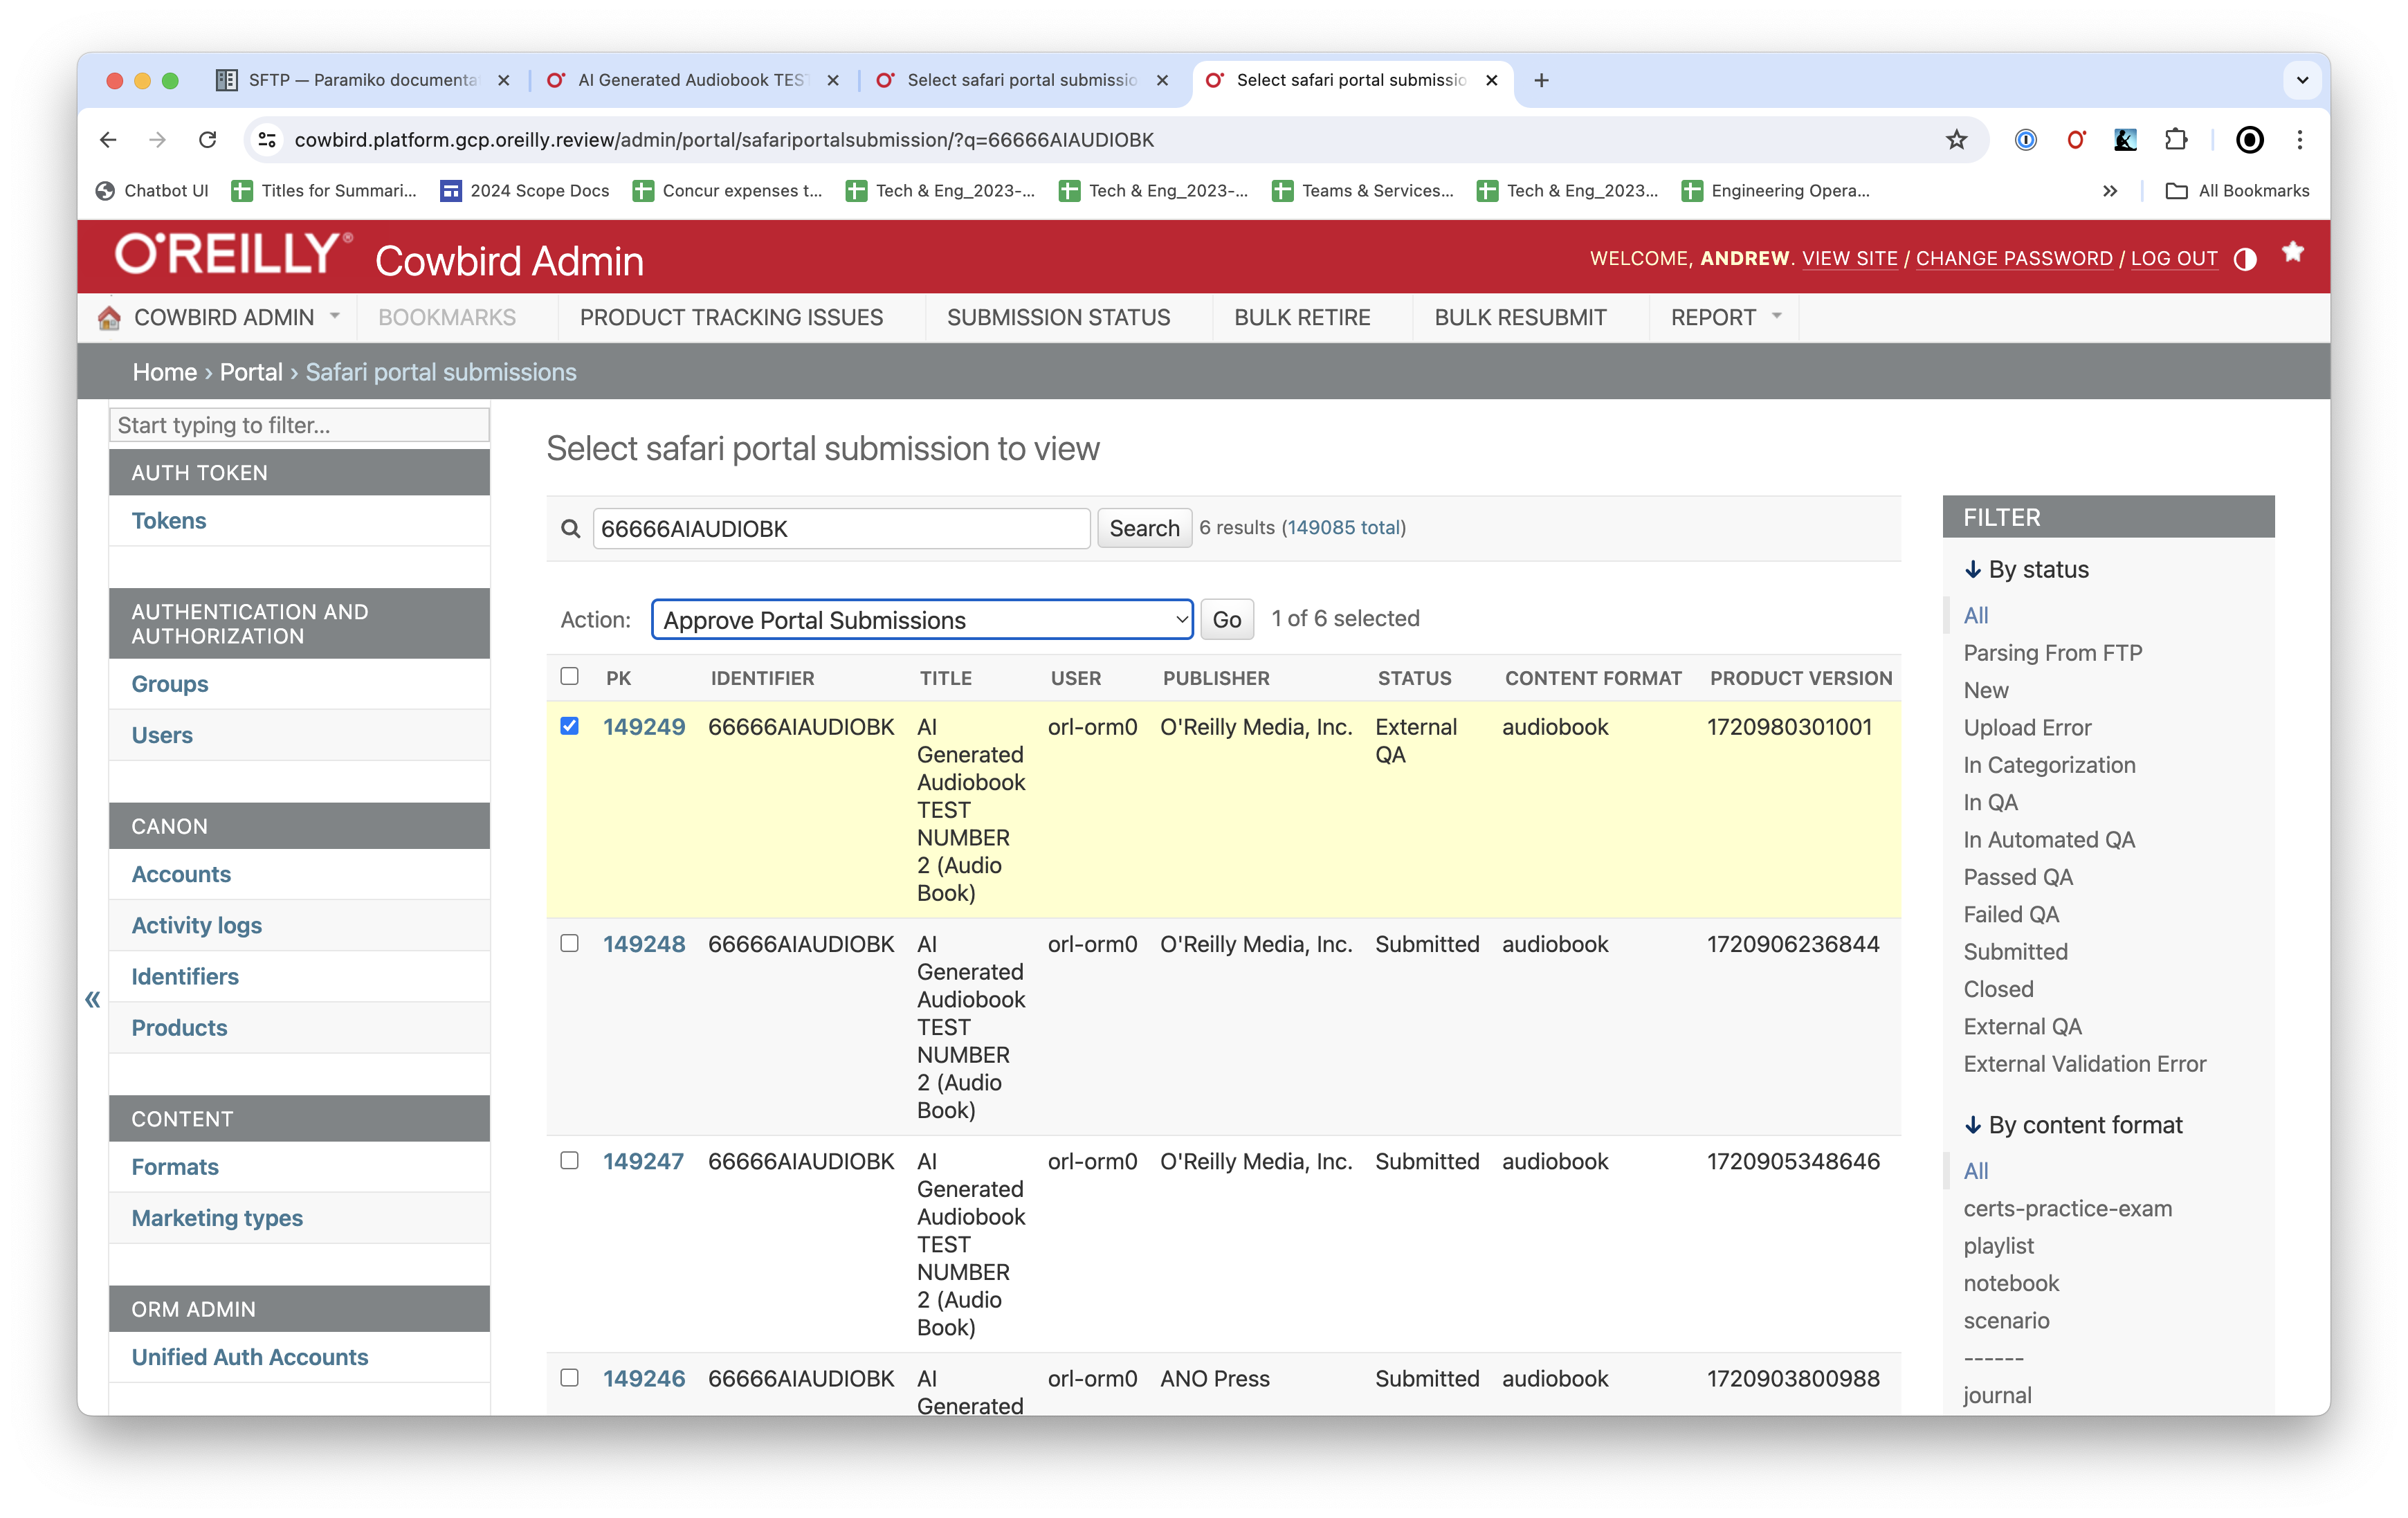 SFTP — Paramiko documenta
AI Generated Audiobook TEST
Select safari portal submissio
Select safari portal submissio
cowbird.platform.gcp.oreilly.review/admin/portal/safariportalsubmission/?q=66666AIAUDIOBK
Chatbot UI
Titles for Summari...
2024 Scope Docs
Concur expenses t...
Tech & Eng_2023-...
Tech & Eng_2023-...
Teams & Services...
Tech & Eng_2023...
Engineering Opera...
All Bookmarks
O'REILLY® Cowbird Admin
WELCOME, ANDREW. VIEW SITE / CHANGE PASSWORD / LOG OUT
COWBIRD ADMIN
BOOKMARKS
PRODUCT TRACKING ISSUES
SUBMISSION STATUS
BULK RETIRE
BULK RESUBMIT
REPORT
Home › Portal › Safari portal submissions
Start typing to filter...
AUTH TOKEN
Tokens
AUTHENTICATION AND
AUTHORIZATION
Groups
Users
CANON
Accounts
Activity logs
Identifiers
Products
CONTENT
Formats
Marketing types
ORM ADMIN
Unified Auth Accounts
«
Select safari portal submission to view
66666AIAUDIOBK Search 6 results (149085 total)
Action: Approve Portal Submissions Go 1 of 6 selected
PK IDENTIFIER TITLE USER PUBLISHER STATUS CONTENT FORMAT PRODUCT VERSION
149249 66666AIAUDIOBK AI orl-orm0 O'Reilly Media, Inc. External audiobook 1720980301001
Generated QA
Audiobook
TEST
NUMBER
2 (Audio
Book)
149248 66666AIAUDIOBK AI orl-orm0 O'Reilly Media, Inc. Submitted audiobook 1720906236844
Generated
Audiobook
TEST
NUMBER
2 (Audio
Book)
149247 66666AIAUDIOBK AI orl-orm0 O'Reilly Media, Inc. Submitted audiobook 1720905348646
Generated
Audiobook
TEST
NUMBER
2 (Audio
Book)
149246 66666AIAUDIOBK AI orl-orm0 ANO Press Submitted audiobook 1720903800988
Generated
FILTER
By status
All
Parsing From FTP
New
Upload Error
In Categorization
In QA
In Automated QA
Passed QA
Failed QA
Submitted
Closed
External QA
External Validation Error
By content format
All
certs-practice-exam
playlist
notebook
scenario
------
journal